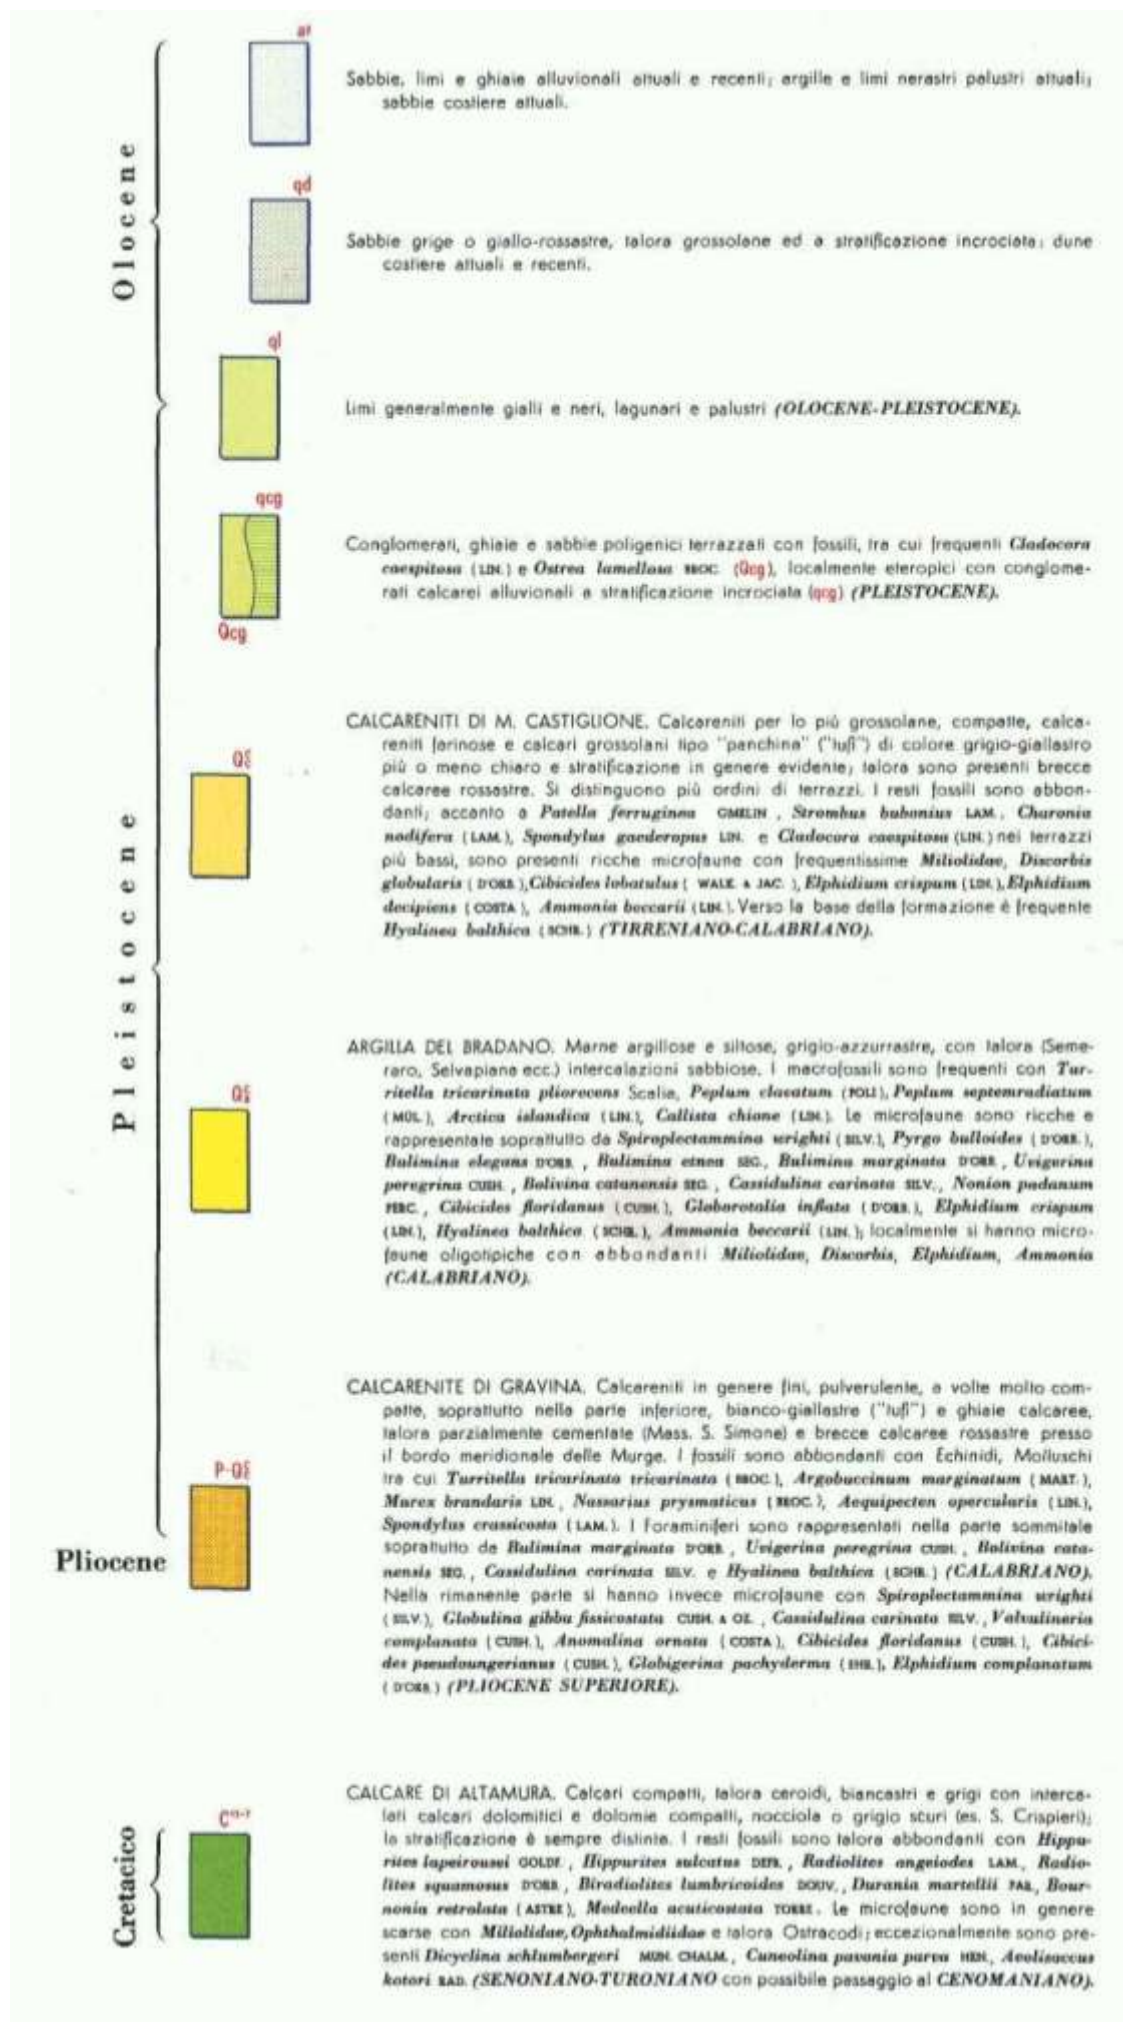 Olocene
Pleistocene
Pliocene
Cretacico
Sabbie, limi e ghiaie alluvionali attuali e recenti; argille e limi nerastri palustri attuali;
sabbie costiere attuali.
qd
Sabbie grige o giallo-rossastre, talora grossolane ed a stratificazione incrociata; dune
costiere attuali e recenti.
ql
Limi generalmente gialli e neri, lagunari e palustri (OLOCENE-PLEISTOCENE).
qcg
Conglomerati, ghiaie e sabbie poligenici terrazzati con fossili, tra cui frequenti Cladocora
caespitosa (LIN.) e Ostrea lamellosa BROC. (Qcg), localmente eteropici con conglome-
rati calcarei alluvionali a stratificazione incrociata (qcg) (PLEISTOCENE).
Qcg
CALCARENITI DI M. CASTIGLIONE. Calcareniti per lo più grossolane, compatte, calca-
reniti farinose e calcari grossolani tipo "panchina" ("tufi") di colore grigio-giallastro
più o meno chiaro e stratificazione in genere evidente; talora sono presenti brecce
calcaree rossastre. Si distinguono più ordini di terrazzi. I resti fossili sono abbon-
danti; accanto a Patella ferruginea GMELIN, Strombus bubonius LAM., Charonia
nodifera (LAM.), Spondylus gaederopus LIN. e Cladocora caespitosa (LIN.) nei terrazzi
più bassi, sono presenti ricche microfaune con frequentissime Miliolidae, Discorbis
globularis (D'ORB.), Cibicides lobatulus (WALK. & JAC.), Elphidium crispum (LIN.), Elphidium
decipiens (COSTA), Ammonia beccarii (LIN.). Verso la base della formazione è frequente
Hyalinea balthica (SCHR.) (TIRRENIANO-CALABRIANO).
ARGILLA DEL BRADANO. Marne argillose e siltose, grigio-azzurrastre, con talora (Seme-
raro, Selvapiana ecc.) intercalazioni sabbiose. I macrofossili sono frequenti con Tur-
ritella tricarinata pliorecens Scalia, Peplum clavatum (POLI), Peplum septemradiatum
(MÜL.), Arctica islandica (LIN.), Callista chione (LIN.). Le microfaune sono ricche e
rappresentate soprattutto da Spiroplectammina wrighti (SILV.), Pyrgo bulloides (D'ORB.),
Bulimina elegans D'ORB., Bulimina etnea SEG., Bulimina marginata D'ORB., Uvigerina
peregrina CUSH., Bolivina catanensis SEG., Cassidulina carinata SILV., Nonion padanum
PERC., Cibicides floridanus (CUSH.), Globorotalia inflata (D'ORB.), Elphidium crispum
(LIN.), Hyalinea balthica (SCHR.), Ammonia beccarii (LIN.); localmente si hanno micro-
faune oligotipiche con abbondanti Miliolidae, Discorbis, Elphidium, Ammonia
(CALABRIANO).
CALCARENITE DI GRAVINA. Calcareniti in genere fini, pulverulente, a volte molto com-
patte, soprattutto nella parte inferiore, bianco-giallastre ("tufi") e ghiaie calcaree,
talora parzialmente cementate (Mass. S. Simone) e brecce calcaree rossastre presso
il bordo meridionale delle Murge. I fossili sono abbondanti con Echinidi, Molluschi
tra cui Turritella tricarinata tricarinata (BROC.), Argobuccinum marginatum (MART.),
Murex brandaris LIN., Nassarius prysmaticus (BROC.), Aequipecten opercularis (LIN.),
Spondylus crassicosta (LAM.). I Foraminiferi sono rappresentati nella parte sommitale
soprattutto da Bulimina marginata D'ORB., Uvigerina peregrina CUSH., Bolivina cata-
nensis SEG., Cassidulina carinata SILV. e Hyalinea balthica (SCHR.) (CALABRIANO).
Nella rimanente parte si hanno invece microfaune con Spiroplectammina wrighti
(SILV.), Globulina gibba fissicostata CUSH. & OZ., Cassidulina carinata SILV., Valvulineria
complanata (CUSH.), Anomalina ornata (COSTA), Cibicides floridanus (CUSH.), Cibici-
des pseudoungerianus (CUSH.), Globigerina pachyderma (EHR.), Elphidium complanatum
(D'ORB.) (PLIOCENE SUPERIORE).
CALCARE DI ALTAMURA. Calcari compatti, talora ceroidi, biancastri e grigi con interca-
lati calcari dolomitici e dolomie compatti, nocciola o grigio scuri (es. S. Crispieri);
la stratificazione è sempre distinta. I resti fossili sono talora abbondanti con Hippu-
rites lapeirousei GOLDF., Hippurites sulcatus DEFR., Radiolites angeiodes LAM., Radio-
lites squamosus D'ORB., Biradiolites lumbricoides DOUV., Durania martellii PAR., Bour-
nonia retrolata (ASTRE), Medeella acuticostata TORRE. Le microfaune sono in genere
scarse con Miliolidae, Ophthalmidiidae e talora Ostracodi; eccezionalmente sono pre-
senti Dicyclina schlumbergeri MUN. CHALM., Cuneolina pavonia parva HEN., Aeolisaccus
kotori RAD. (SENONIANO-TURONIANO con possibile passaggio al CENOMANIANO).